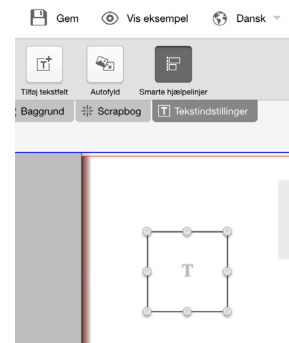 Gem Vis eksempel Dansk
Tilføj tekstfelt Autofyld Smarte hjælpelinjer
Baggrund Scrapbog T Tekstindstillinger
T